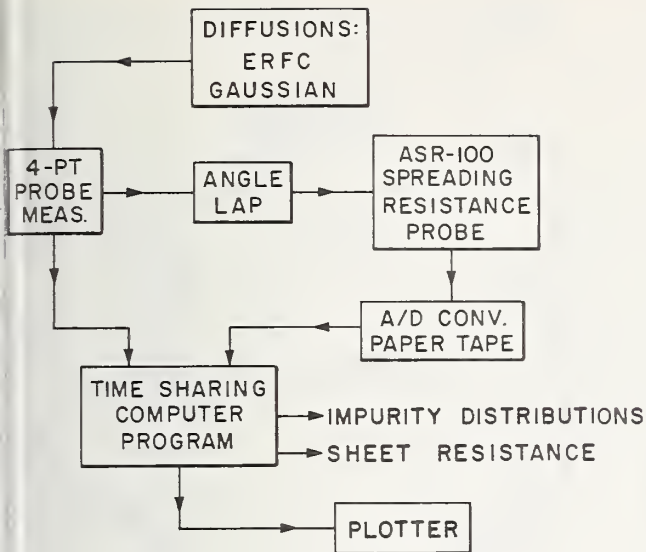 DIFFUSIONS:
ERFC
GAUSSIAN
4-PT
PROBE
MEAS.
ANGLE
LAP
ASR-100
SPREADING
RESISTANCE
PROBE
A/D CONV.
PAPER TAPE
TIME SHARING
COMPUTER
PROGRAM
IMPURITY DISTRIBUTIONS
SHEET RESISTANCE
PLOTTER